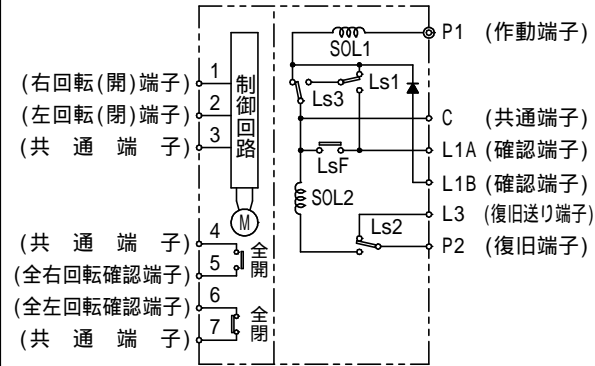 SOL1
P1 (作動端子)
1
(右回転(開)端子)
制御回路
Ls3
Ls1
2
(左回転(閉)端子)
C (共通端子)
3
(共通端子)
LsF
L1A (確認端子)
L1B (確認端子)
SOL2
M
Ls2
L3 (復旧送り端子)
4
(共通端子)
P2 (復旧端子)
5
(全右回転確認端子)
全開
6
(全左回転確認端子)
7
(共通端子)
全閉